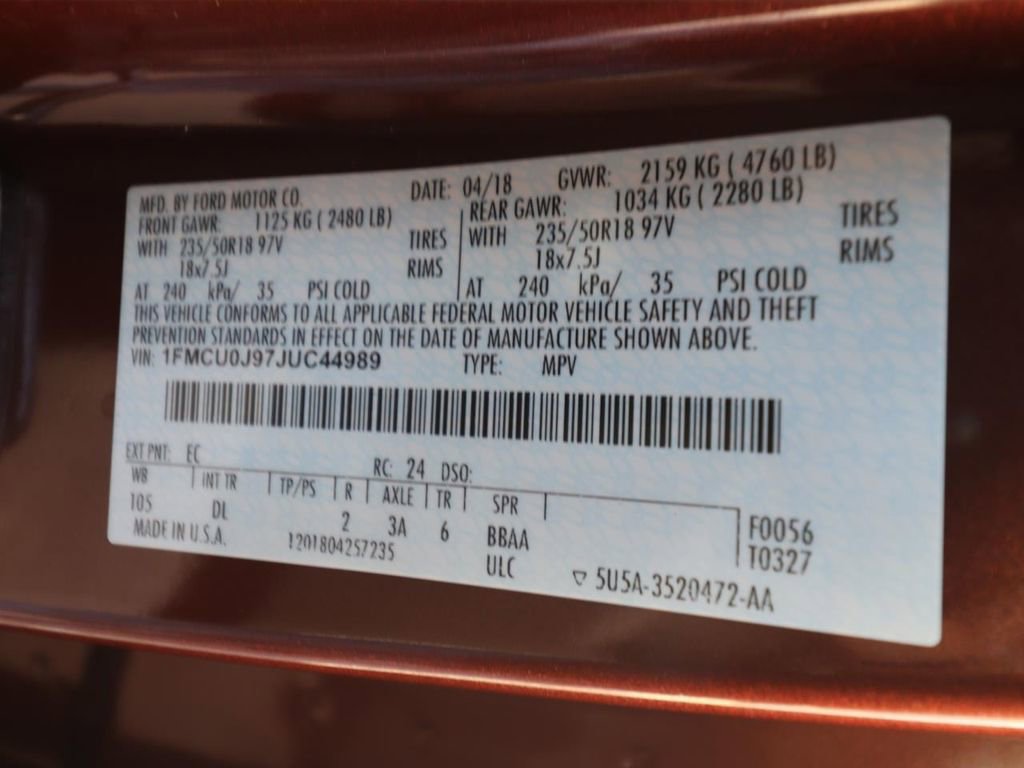 MFD. BY FORD MOTOR CO. DATE: 04/18 GVWR: 2159 KG ( 4760 LB)
FRONT GAWR: 1125 KG ( 2480 LB) REAR GAWR: 1034 KG ( 2280 LB)
WITH 235/50R18 97V TIRES WITH 235/50R18 97V TIRES
18x7.5J RIMS 18x7.5J RIMS
AT 240 kPa/ 35 PSI COLD AT 240 kPa/ 35 PSI COLD
THIS VEHICLE CONFORMS TO ALL APPLICABLE FEDERAL MOTOR VEHICLE SAFETY AND THEFT
PREVENTION STANDARDS IN EFFECT ON THE DATE OF MANUFACTURE SHOWN ABOVE.
VIN: 1FMCU0J97JUC44989 TYPE: MPV
EXT PNT: EC RC: 24 DSO:
WB INT TR TP/PS R AXLE TR SPR
105 DL 2 3A 6 BBAA F0056
MADE IN U.S.A. 1201804257235 ULC T0327
▽ 5U5A-3520472-AA